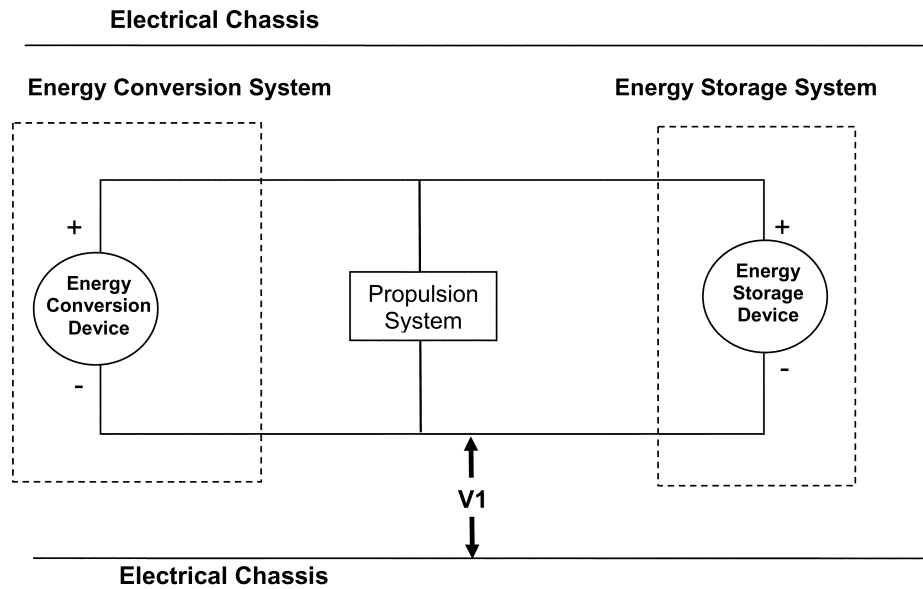 Electrical Chassis
Energy Conversion System
Energy Storage System
+
+
Energy
Conversion
Device
Propulsion
System
Energy
Storage
Device
-
-
V1
Electrical Chassis